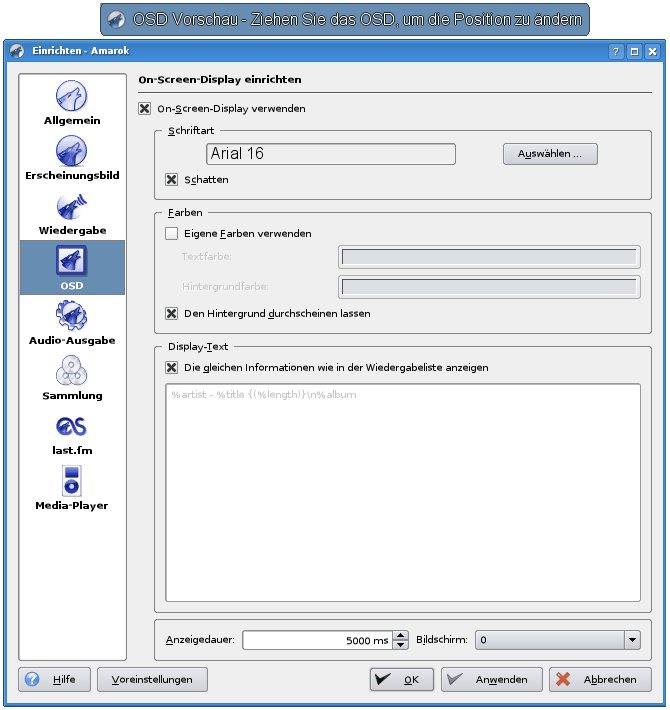 OSD Vorschau - Ziehen Sie das OSD, um die Position zu ändern
Einrichten - Amarok
Allgemein
Erscheinungsbild
Wiedergabe
OSD
Audio-Ausgabe
Sammlung
last.fm
Media-Player
On-Screen-Display einrichten
On-Screen-Display verwenden
Schriftart
Arial 16
Auswählen ...
Schatten
Farben
Eigene Farben verwenden
Textfarbe:
Hintergrundfarbe:
Den Hintergrund durchscheinen lassen
Display-Text
Die gleichen Informationen wie in der Wiedergabeliste anzeigen
%artist - %title {(%length)}\n%album
Anzeigedauer: 5000 ms Bildschirm: 0
Hilfe Voreinstellungen OK Anwenden Abbrechen